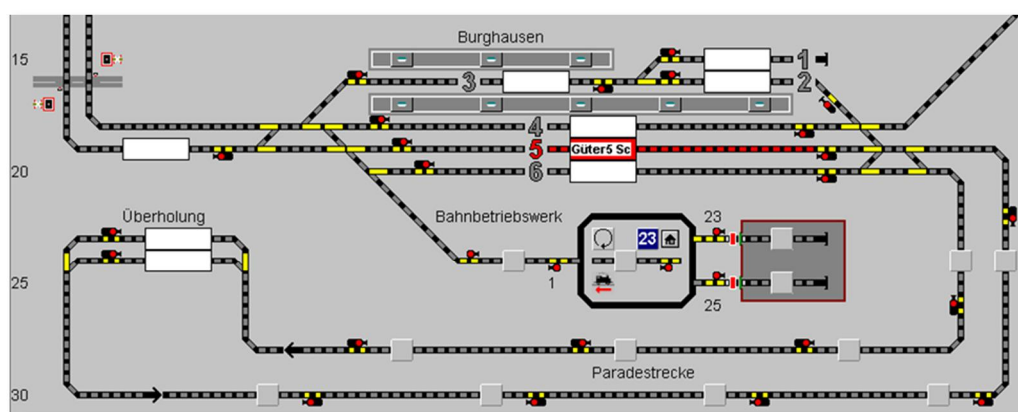 Burghausen
15
1
3
2
4
5 Güter5 Sc
6
20
Überholung
Bahnbetriebswerk
23
23
1
25
25
Paradestrecke
30